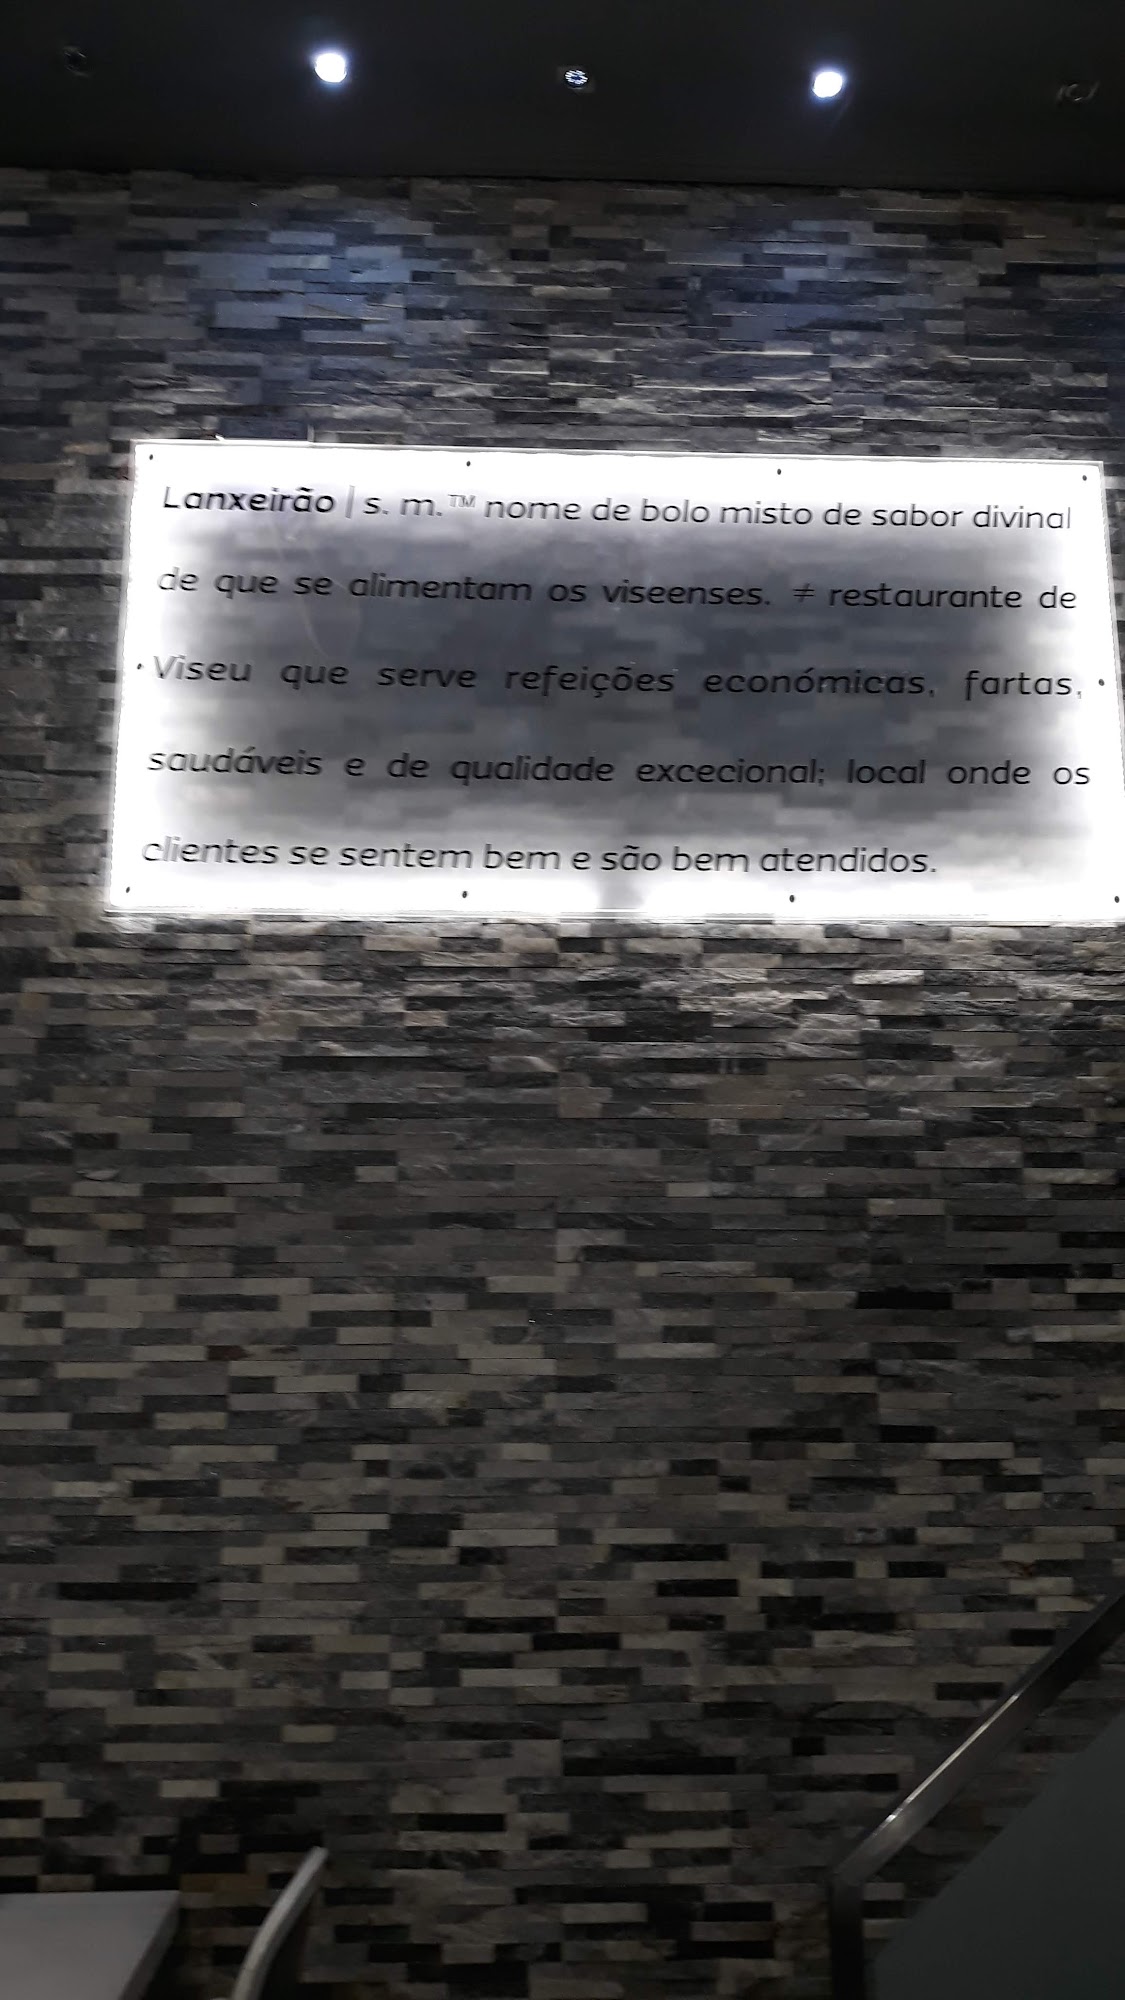 Lanxeirão | s. m.™ nome de bolo misto de sabor divinal
de que se alimentam os viseenses. ≠ restaurante de
Viseu que serve refeições económicas, fartas,
saudáveis e de qualidade excecional; local onde os
clientes se sentem bem e são bem atendidos.